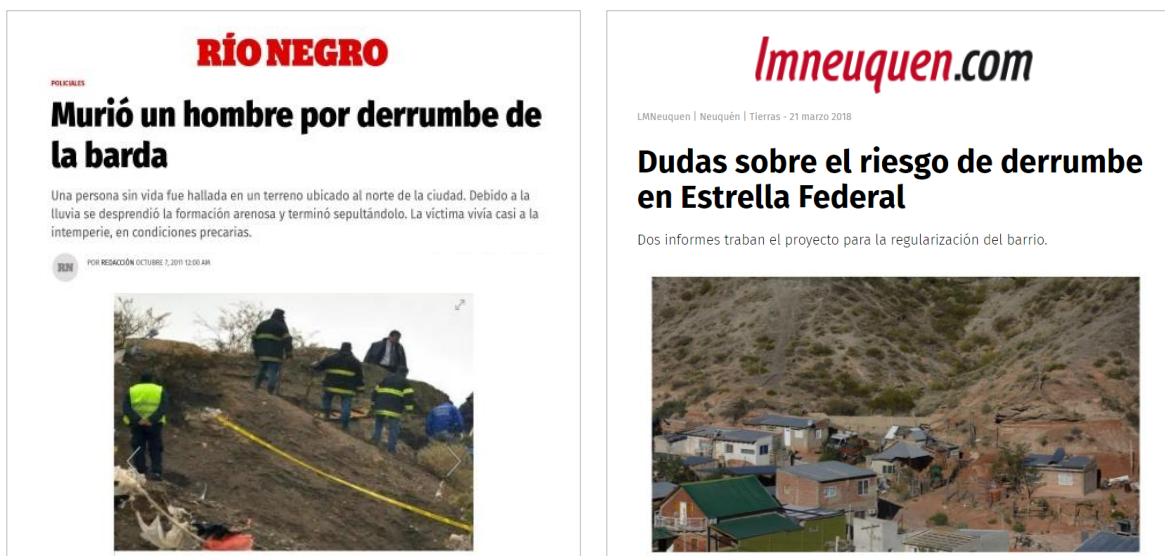 RÍO NEGRO
POLICIALES
Murió un hombre por derrumbe de
la barda
Una persona sin vida fue hallada en un terreno ubicado al norte de la ciudad. Debido a la
lluvia se desprendió la formación arenosa y terminó sepultándolo. La víctima vivía casi a la
intemperie, en condiciones precarias.
RN
POR REDACCIÓN OCTUBRE 7, 2011 12:00 AM
lmneuquen.com
LMNeuquen | Neuquén | Tierras - 21 marzo 2018
Dudas sobre el riesgo de derrumbe
en Estrella Federal
Dos informes traban el proyecto para la regularización del barrio.